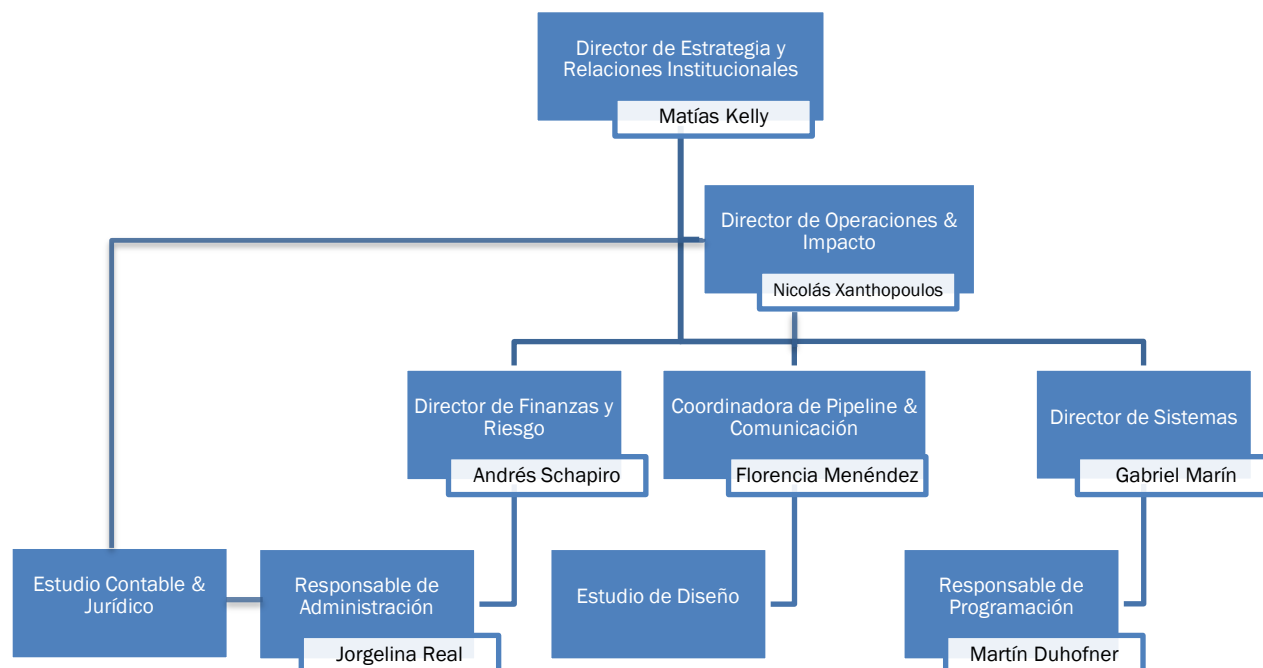 Director de Estrategia y
Relaciones Institucionales
Matías Kelly
Director de Operaciones &
Impacto
Nicolás Xanthopoulos
Director de Finanzas y
Riesgo
Andrés Schapiro
Coordinadora de Pipeline &
Comunicación
Florencia Menéndez
Director de Sistemas
Gabriel Marín
Estudio Contable &
Jurídico
Responsable de
Administración
Jorgelina Real
Estudio de Diseño
Responsable de
Programación
Martín Duhofner